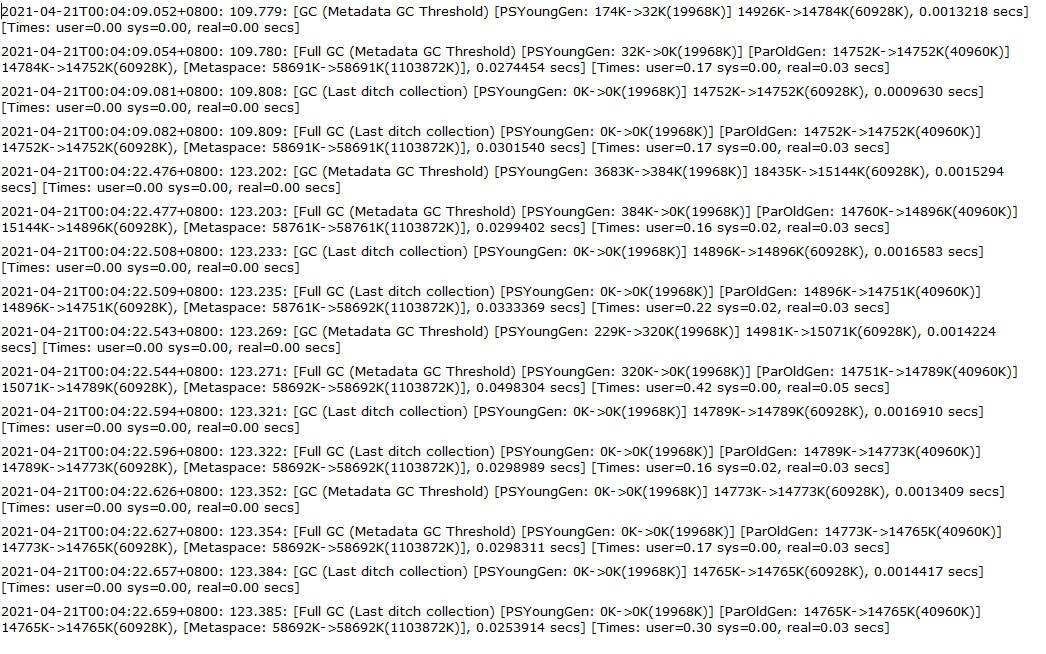 2021-04-21T00:04:09.052+0800: 109.779: [GC (Metadata GC Threshold) [PSYoungGen: 174K->32K(19968K)] 14926K->14784K(60928K), 0.0013218 secs]
[Times: user=0.00 sys=0.00, real=0.00 secs]
2021-04-21T00:04:09.054+0800: 109.780: [Full GC (Metadata GC Threshold) [PSYoungGen: 32K->0K(19968K)] [ParOldGen: 14752K->14752K(40960K)]
14784K->14752K(60928K), [Metaspace: 58691K->58691K(1103872K)], 0.0274454 secs] [Times: user=0.17 sys=0.00, real=0.03 secs]
2021-04-21T00:04:09.081+0800: 109.808: [GC (Last ditch collection) [PSYoungGen: 0K->0K(19968K)] 14752K->14752K(60928K), 0.0009630 secs]
[Times: user=0.00 sys=0.00, real=0.00 secs]
2021-04-21T00:04:09.082+0800: 109.809: [Full GC (Last ditch collection) [PSYoungGen: 0K->0K(19968K)] [ParOldGen: 14752K->14752K(40960K)]
14752K->14752K(60928K), [Metaspace: 58691K->58691K(1103872K)], 0.0301540 secs] [Times: user=0.17 sys=0.00, real=0.03 secs]
2021-04-21T00:04:22.476+0800: 123.202: [GC (Metadata GC Threshold) [PSYoungGen: 3683K->384K(19968K)] 18435K->15144K(60928K), 0.0015294
secs] [Times: user=0.00 sys=0.00, real=0.00 secs]
2021-04-21T00:04:22.477+0800: 123.203: [Full GC (Metadata GC Threshold) [PSYoungGen: 384K->0K(19968K)] [ParOldGen: 14760K->14896K(40960K)]
15144K->14896K(60928K), [Metaspace: 58761K->58761K(1103872K)], 0.0299402 secs] [Times: user=0.16 sys=0.02, real=0.03 secs]
2021-04-21T00:04:22.508+0800: 123.233: [GC (Last ditch collection) [PSYoungGen: 0K->0K(19968K)] 14896K->14896K(60928K), 0.0016583 secs]
[Times: user=0.00 sys=0.00, real=0.00 secs]
2021-04-21T00:04:22.509+0800: 123.235: [Full GC (Last ditch collection) [PSYoungGen: 0K->0K(19968K)] [ParOldGen: 14896K->14751K(40960K)]
14896K->14751K(60928K), [Metaspace: 58761K->58692K(1103872K)], 0.0333369 secs] [Times: user=0.22 sys=0.02, real=0.03 secs]
2021-04-21T00:04:22.543+0800: 123.269: [GC (Metadata GC Threshold) [PSYoungGen: 229K->320K(19968K)] 14981K->15071K(60928K), 0.0014224
secs] [Times: user=0.00 sys=0.00, real=0.00 secs]
2021-04-21T00:04:22.544+0800: 123.271: [Full GC (Metadata GC Threshold) [PSYoungGen: 320K->0K(19968K)] [ParOldGen: 14751K->14789K(40960K)]
15071K->14789K(60928K), [Metaspace: 58692K->58692K(1103872K)], 0.0498304 secs] [Times: user=0.42 sys=0.00, real=0.05 secs]
2021-04-21T00:04:22.594+0800: 123.321: [GC (Last ditch collection) [PSYoungGen: 0K->0K(19968K)] 14789K->14789K(60928K), 0.0016910 secs]
[Times: user=0.00 sys=0.00, real=0.00 secs]
2021-04-21T00:04:22.596+0800: 123.322: [Full GC (Last ditch collection) [PSYoungGen: 0K->0K(19968K)] [ParOldGen: 14789K->14773K(40960K)]
14789K->14773K(60928K), [Metaspace: 58692K->58692K(1103872K)], 0.0298989 secs] [Times: user=0.16 sys=0.02, real=0.03 secs]
2021-04-21T00:04:22.626+0800: 123.352: [GC (Metadata GC Threshold) [PSYoungGen: 0K->0K(19968K)] 14773K->14773K(60928K), 0.0013409 secs]
[Times: user=0.00 sys=0.00, real=0.00 secs]
2021-04-21T00:04:22.627+0800: 123.354: [Full GC (Metadata GC Threshold) [PSYoungGen: 0K->0K(19968K)] [ParOldGen: 14773K->14765K(40960K)]
14773K->14765K(60928K), [Metaspace: 58692K->58692K(1103872K)], 0.0298311 secs] [Times: user=0.17 sys=0.00, real=0.03 secs]
2021-04-21T00:04:22.657+0800: 123.384: [GC (Last ditch collection) [PSYoungGen: 0K->0K(19968K)] 14765K->14765K(60928K), 0.0014417 secs]
[Times: user=0.00 sys=0.00, real=0.00 secs]
2021-04-21T00:04:22.659+0800: 123.385: [Full GC (Last ditch collection) [PSYoungGen: 0K->0K(19968K)] [ParOldGen: 14765K->14765K(40960K)]
14765K->14765K(60928K), [Metaspace: 58692K->58692K(1103872K)], 0.0253914 secs] [Times: user=0.30 sys=0.00, real=0.03 secs]